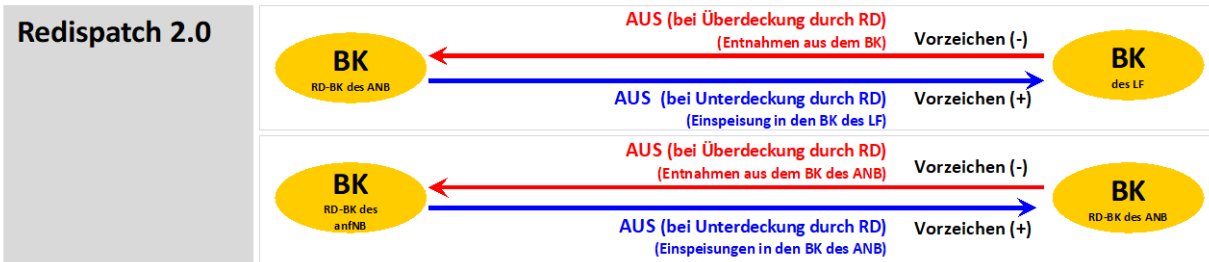 Redispatch 2.0
AUS (bei Überdeckung durch RD)
(Entnahmen aus dem BK)
Vorzeichen (-)
BK
RD-BK des ANB
BK
des LF
AUS  (bei Unterdeckung durch RD)
(Einspeisung in den BK des LF)
Vorzeichen (+)
AUS (bei Überdeckung durch RD)
(Entnahmen aus dem BK des ANB)
Vorzeichen (-)
BK
RD-BK des
anfNB
BK
RD-BK des ANB
AUS (bei Unterdeckung durch RD)
(Einspeisungen in den BK des ANB)
Vorzeichen (+)